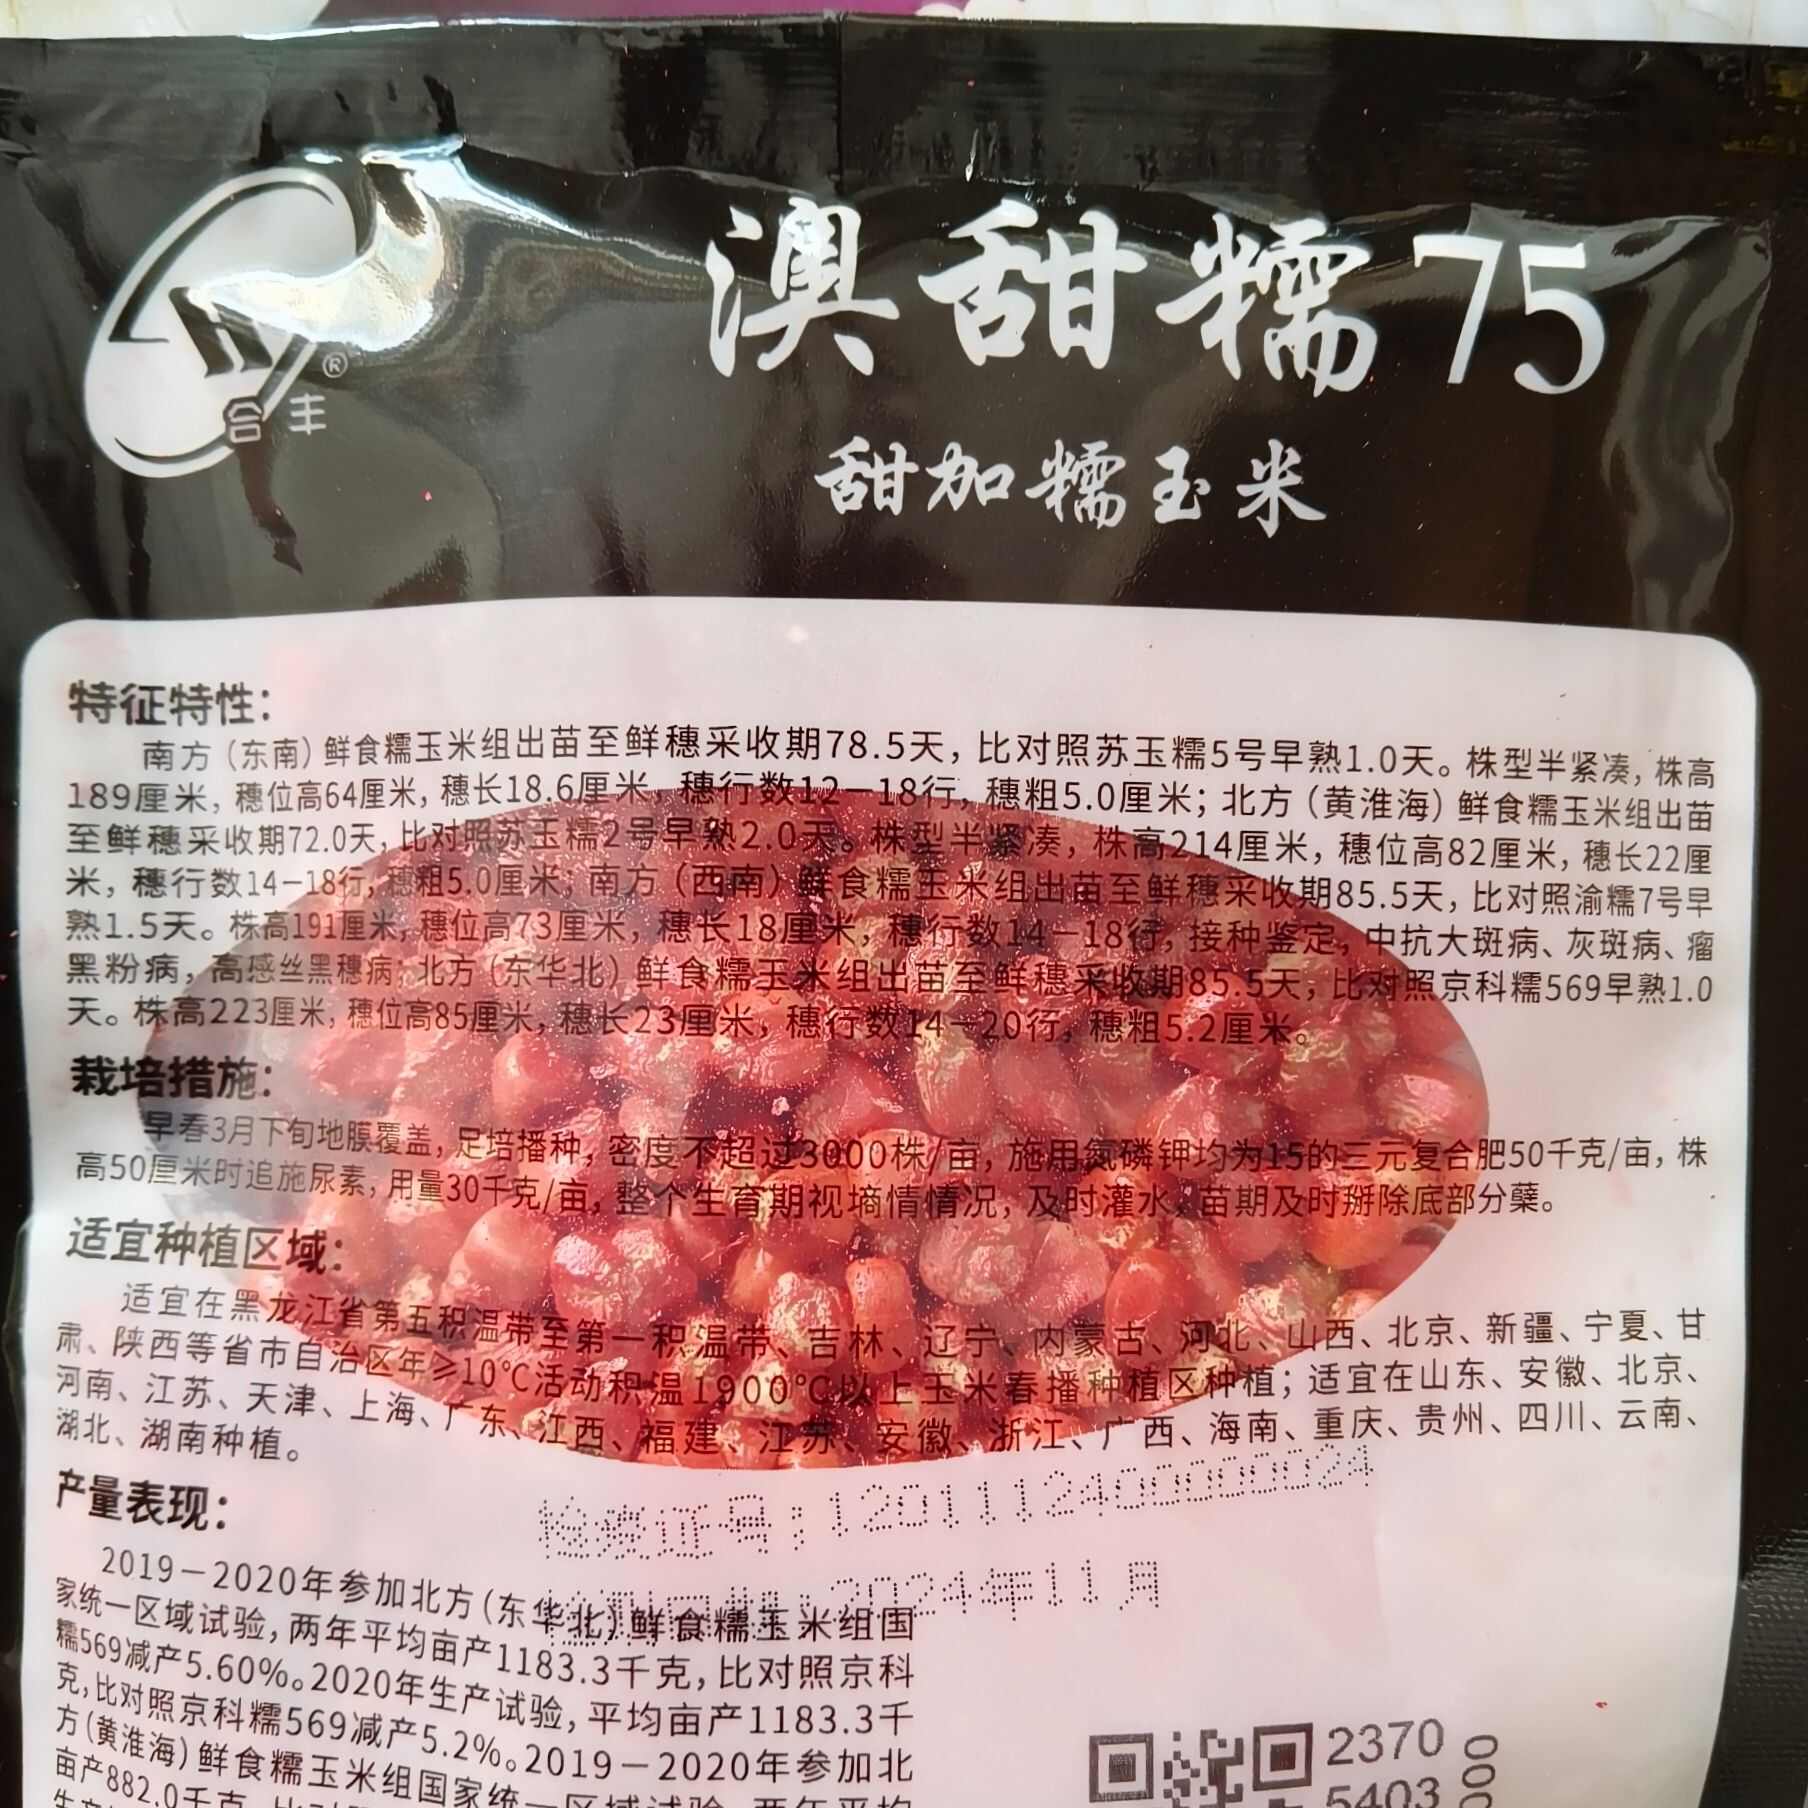 澳甜糯75
®
合丰
甜加糯玉米
特征特性：
南方（东南）鲜食糯玉米组出苗至鲜穗采收期78.5天，比对照苏玉糯5号早熟1.0天。株型半紧凑，株高
189厘米，穗位高64厘米，穗长18.6厘米，穗行数12－18行，穗粗5.0厘米；北方（黄淮海）鲜食糯玉米组出苗
至鲜穗采收期72.0天，比对照苏玉糯2号早熟2.0天。株型半紧凑，株高214厘米，穗位高82厘米，穗长22厘
米，穗行数14－18行，穗粗5.0厘米；南方（西南）鲜食糯玉米组出苗至鲜穗采收期85.5天，比对照渝糯7号早
熟1.5天。株高191厘米，穗位高73厘米，穗长18厘米，穗行数14－18行，接种鉴定，中抗大斑病、灰斑病、瘤
黑粉病，高感丝黑穗病；北方（东华北）鲜食糯玉米组出苗至鲜穗采收期85.5天，比对照京科糯569早熟1.0
天。株高223厘米，穗位高85厘米，穗长23厘米，穗行数14－20行，穗粗5.2厘米。
栽培措施：
早春3月下旬地膜覆盖，足培播种，密度不超过3000株/亩，施用氮磷钾均为15的三元复合肥50千克/亩，株
高50厘米时追施尿素，用量30千克/亩，整个生育期视墒情情况，及时灌水，苗期及时掰除底部分蘖。
适宜种植区域：
适宜在黑龙江省第五积温带至第一积温带、吉林、辽宁、内蒙古、河北、山西、北京、新疆、宁夏、甘
肃、陕西等省市自治区年≥10℃活动积温1900℃以上玉米春播种植区种植；适宜在山东、安徽、北京、
河南、江苏、天津、上海、广东、江西、福建、江苏、安徽、浙江、广西、海南、重庆、贵州、四川、云南、
湖北、湖南种植。
产量表现：
检疫证号：1201112400000024
2024年11月
2019－2020年参加北方（东华北）鲜食糯玉米组国
家统一区域试验，两年平均亩产1183.3千克，比对照京科
糯569减产5.60%。2020年生产试验，平均亩产1183.3千
克，比对照京科糯569减产5.2%。2019－2020年参加北
方（黄淮海）鲜食糯玉米组国家统一区域试验，两年平均
亩产882.0千克，比对
2370
5403